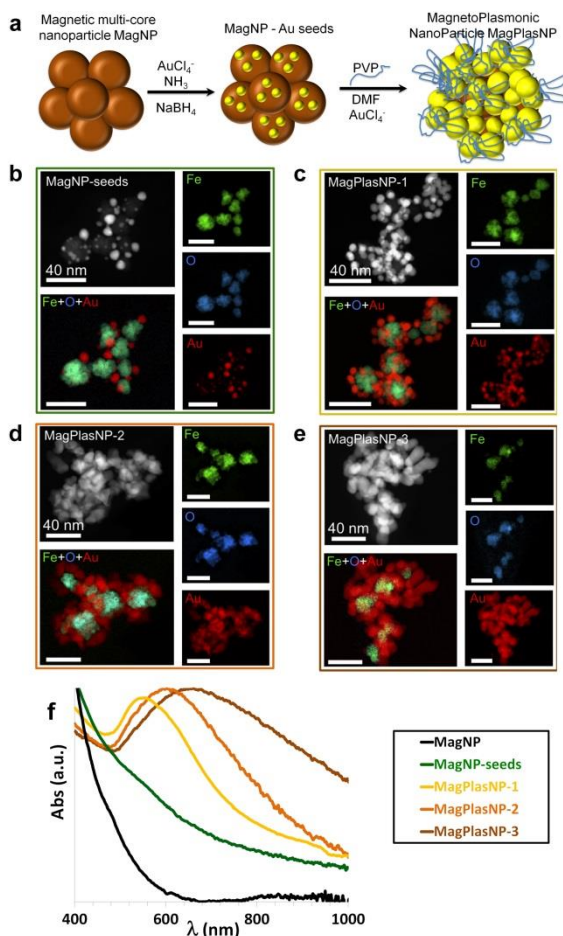 a
Magnetic multi-core
nanoparticle MagNP
AuCl₄⁻
NH₃
NaBH₄
MagNP - Au seeds
PVP
DMF
AuCl₄⁻
MagnetoPlasmonic
NanoParticle MagPlasNP
b
MagNP-seeds
40 nm
Fe
O
Fe+O+Au
Au
c
MagPlasNP-1
40 nm
Fe
O
Fe+O+Au
Au
d
MagPlasNP-2
40 nm
Fe
O
Fe+O+Au
Au
e
MagPlasNP-3
40 nm
Fe
O
Fe+O+Au
Au
f
Abs (a.u.)
400 600 800 1000
λ (nm)
MagNP
MagNP-seeds
MagPlasNP-1
MagPlasNP-2
MagPlasNP-3